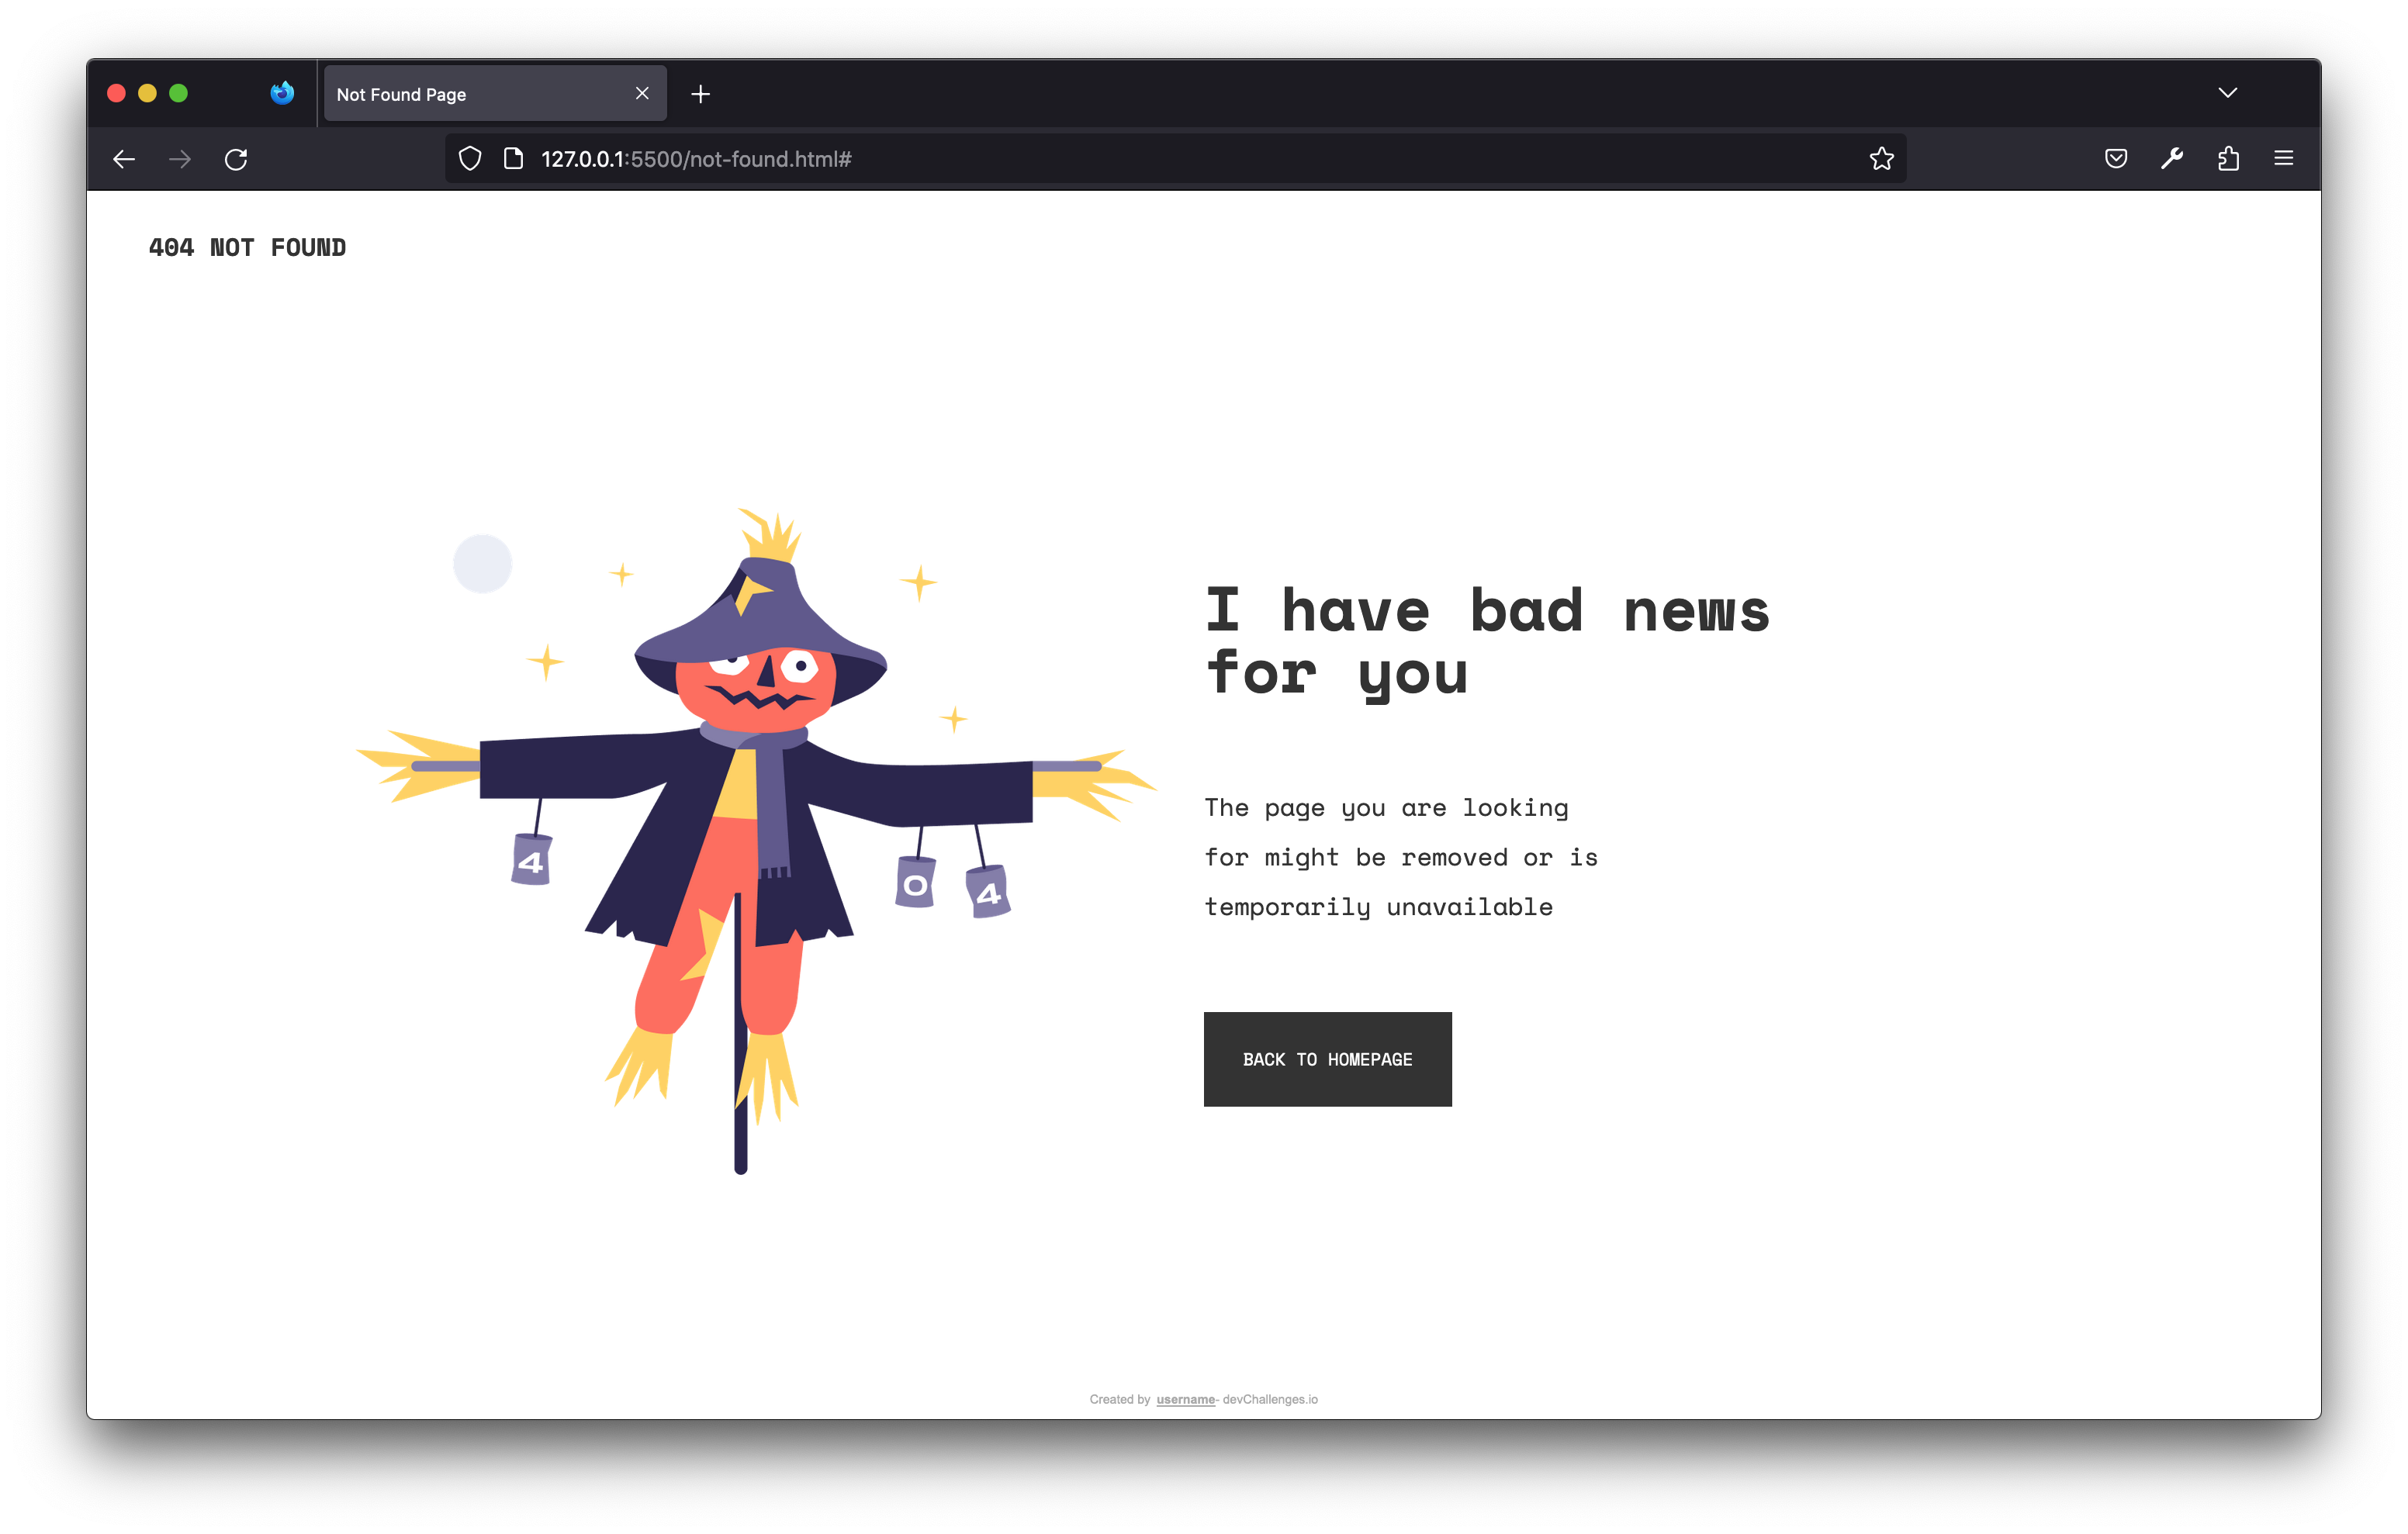 Not Found Page
127.0.0.1:5500/not-found.html#
404 NOT FOUND
4
0
4
I have bad news
for you
The page you are looking
for might be removed or is
temporarily unavailable
BACK TO HOMEPAGE
Created by username- devChallenges.io